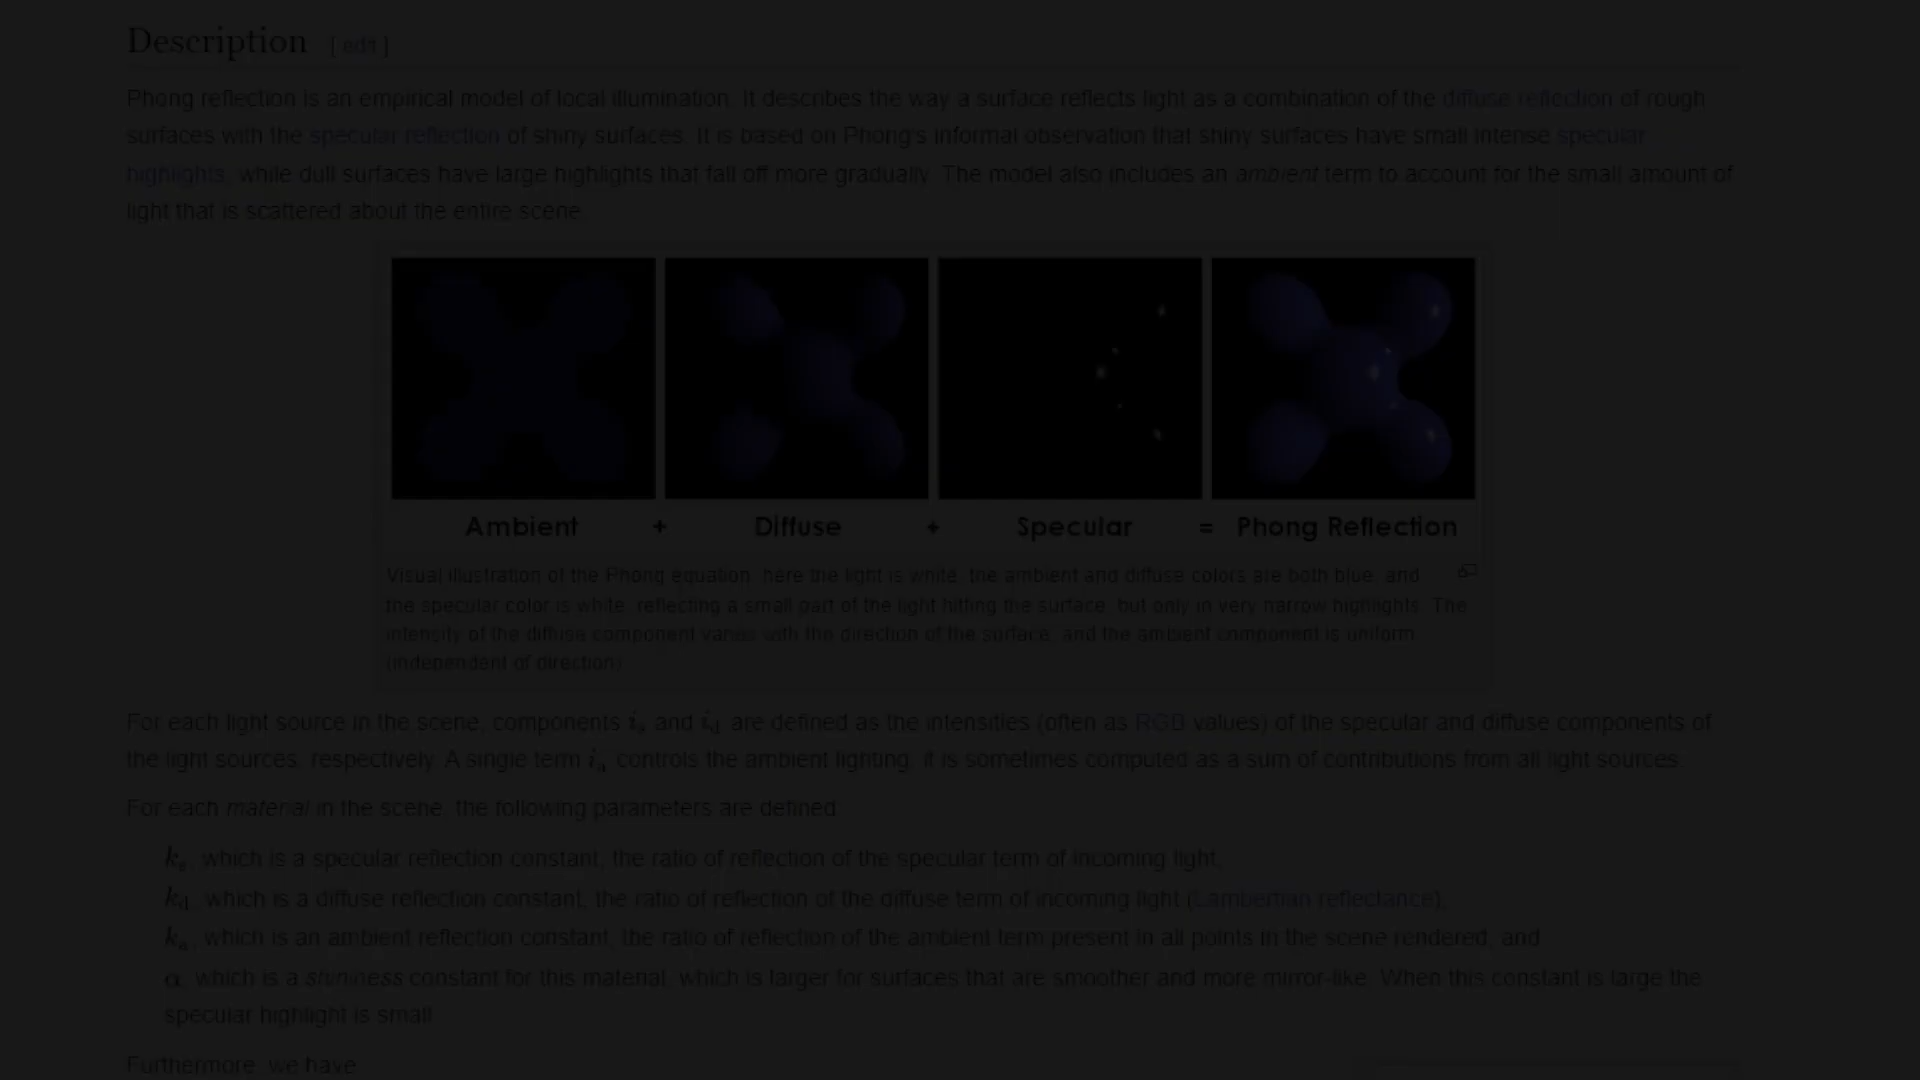 Description [ edit ]
Phong reflection is an empirical model of local illumination. It describes the way a surface reflects light as a combination of the diffuse reflection of rough
surfaces with the specular reflection of shiny surfaces. It is based on Phong's informal observation that shiny surfaces have small intense specular
highlights, while dull surfaces have large highlights that fall off more gradually. The model also includes an ambient term to account for the small amount of
light that is scattered about the entire scene.
Ambient + Diffuse + Specular = Phong Reflection
Visual illustration of the Phong equation: here the light is white, the ambient and diffuse colors are both blue, and
the specular color is white, reflecting a small part of the light hitting the surface, but only in very narrow highlights. The
intensity of the diffuse component varies with the direction of the surface, and the ambient component is uniform
(independent of direction).
For each light source in the scene, components i_s and i_d are defined as the intensities (often as RGB values) of the specular and diffuse components of
the light sources, respectively. A single term i_a controls the ambient lighting; it is sometimes computed as a sum of contributions from all light sources.
For each material in the scene, the following parameters are defined:
k_s, which is a specular reflection constant, the ratio of reflection of the specular term of incoming light,
k_d, which is a diffuse reflection constant, the ratio of reflection of the diffuse term of incoming light (Lambertian reflectance),
k_a, which is an ambient reflection constant, the ratio of reflection of the ambient term present in all points in the scene rendered, and
α, which is a shininess constant for this material, which is larger for surfaces that are smoother and more mirror-like. When this constant is large the
specular highlight is small.
Furthermore, we have